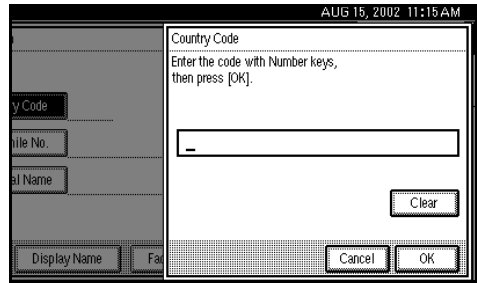 AUG 15, 2002 11:15AM
Country Code
Enter the code with Number keys,
then press [OK].
y Code
ile No.
al Name
Clear
Display Name
Fac
Cancel
OK